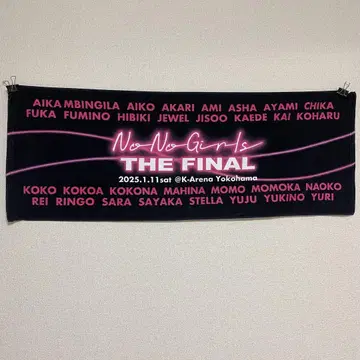 AIKA MBINGILA AIKO AKARI AMI ASHA AYAMI CHIKA
FUKA FUMINO HIBIKI JEWEL JISOO KAEDE KAI KOHARU
No No Girls
THE FINAL
2025.1.11sat @K-Arena Yokohama
KOKO KOKOA KOKONA MAHINA MOMO MOMOKA NAOKO
REI RINGO SARA SAYAKA STELLA YUJU YUKINO YURI